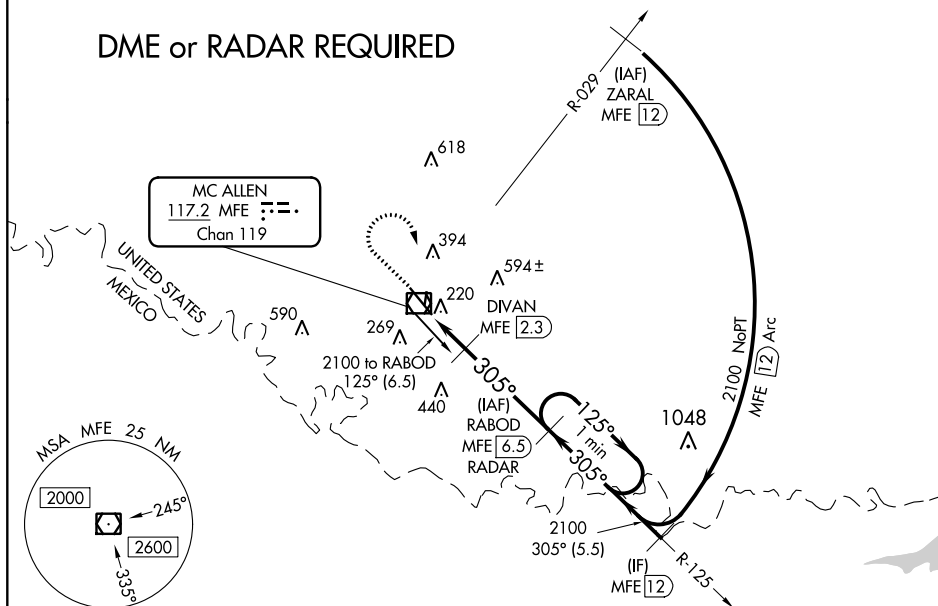 DME or RADAR REQUIRED
(IAF)
ZARAL
MFE 12
R-029
618
MC ALLEN
117.2 MFE
Chan 119
394
594±
UNITED STATES
MEXICO
220
DIVAN
MFE 2.3
590
269
2100 to RABOD
125° (6.5)
305°
2100 NoPT
MFE 12 Arc
440
(IAF)
RABOD
MFE 6.5
RADAR
125°
1 min
305°
1048
MSA MFE 25 NM
2000
245°
2600
335°
2100
305° (5.5)
(IF)
MFE 12
R-125